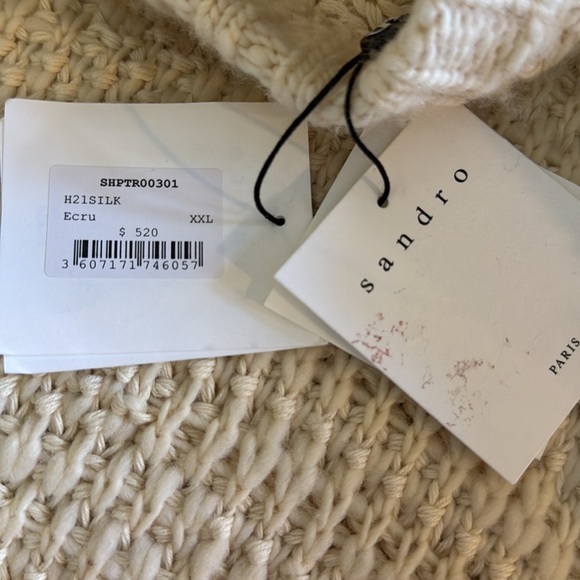 SHPTR00301
H21SILK
Ecru XXL
$ 520
3 607171 746057
sandro
PARIS